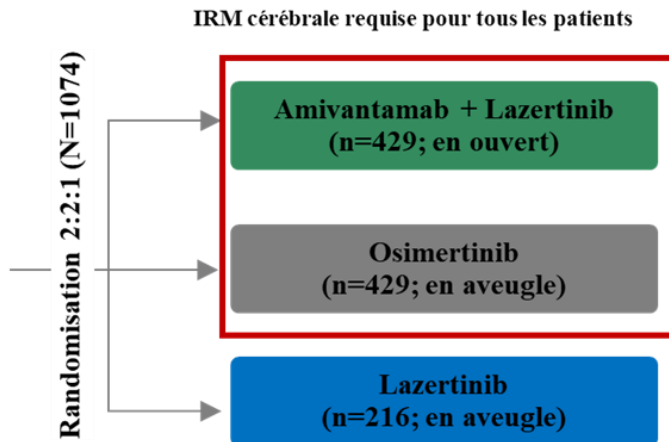 IRM cérébrale requise pour tous les patients
Randomisation 2:2:1 (N=1074)
Amivantamab + Lazertinib
(n=429; en ouvert)
Osimertinib
(n=429; en aveugle)
Lazertinib
(n=216; en aveugle)